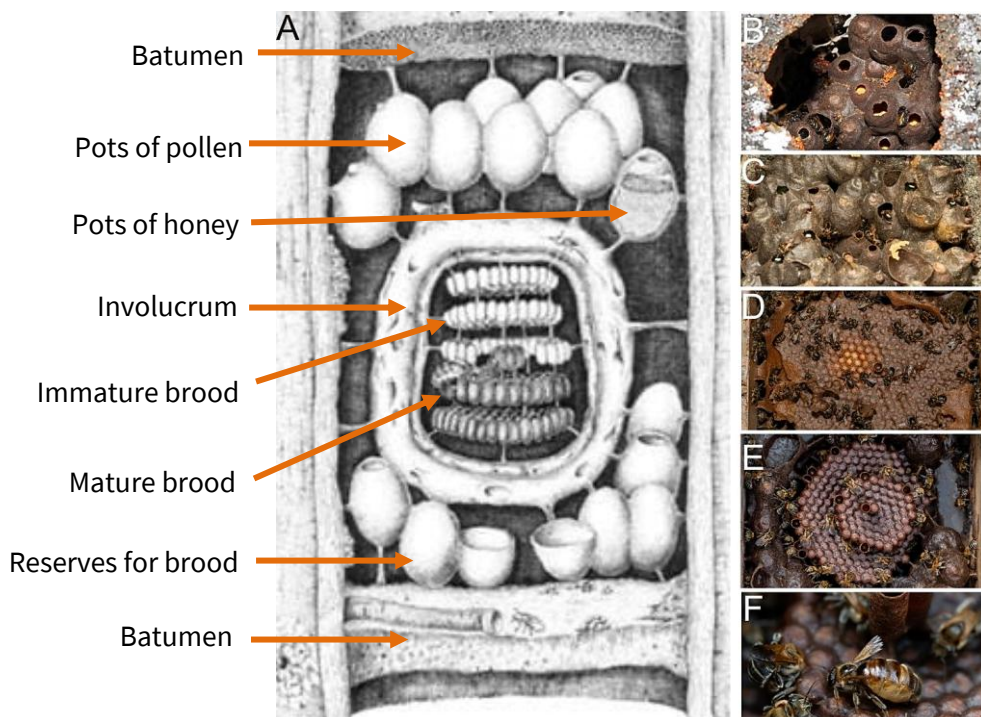 A
Batumen
Pots of pollen
Pots of honey
Involucrum
Immature brood
Mature brood
Reserves for brood
Batumen
B
C
D
E
F